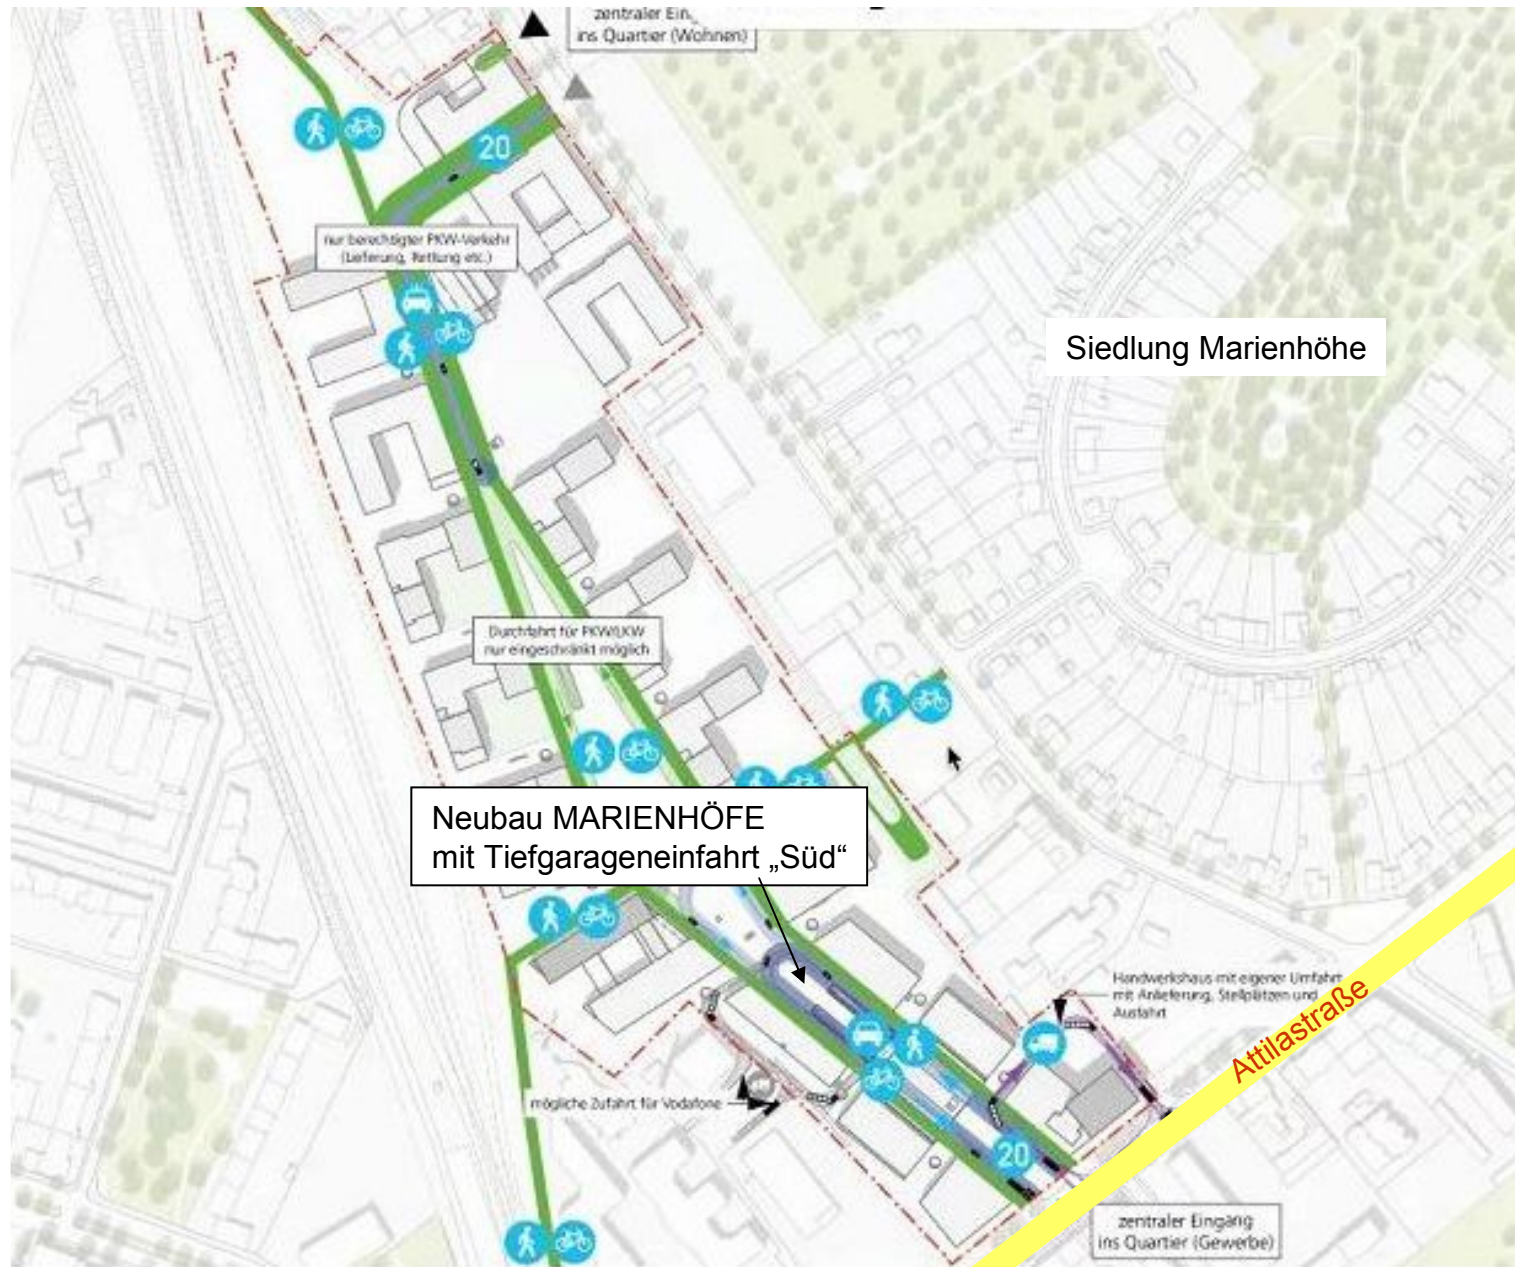 zentraler Ein
ins Quartier (Wohnen)
20
nur berechtigter PKW-Verkehr
(Lieferung, Rettung etc.)
Siedlung Marienhöhe
Durchfahrt für PKW/LKW
nur eingeschränkt möglich
Neubau MARIENHÖFE
mit Tiefgarageneinfahrt „Süd“
Handwerkshaus mit eigener Umfahrt
mit Anlieferung, Stellplätzen und
Ausfahrt
Attilastraße
mögliche Zufahrt für Vodafone
20
zentraler Eingang
ins Quartier (Gewerbe)